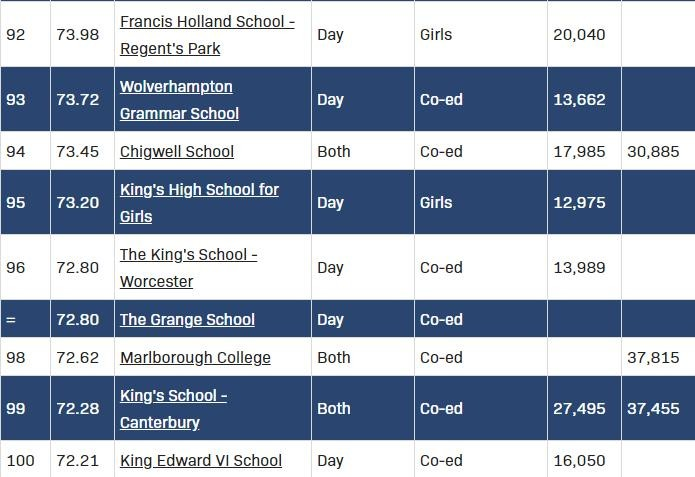 92 73.98 Francis Holland School - Regent's Park Day Girls 20,040
93 73.72 Wolverhampton Grammar School Day Co-ed 13,662
94 73.45 Chigwell School Both Co-ed 17,985 30,885
95 73.20 King's High School for Girls Day Girls 12,975
96 72.80 The King's School - Worcester Day Co-ed 13,989
= 72.80 The Grange School Day Co-ed
98 72.62 Marlborough College Both Co-ed 37,815
99 72.28 King's School - Canterbury Both Co-ed 27,495 37,455
100 72.21 King Edward VI School Day Co-ed 16,050